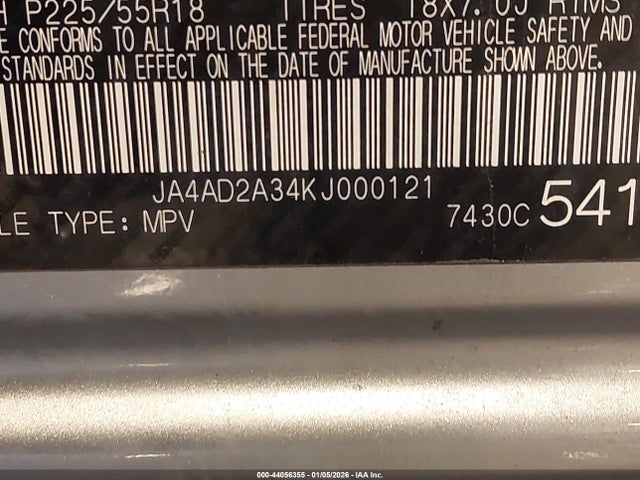 H P225/55R18 TIRES 18X7.0J RIMS
E CONFORMS TO ALL APPLICABLE FEDERAL MOTOR VEHICLE SAFETY AND
STANDARDS IN EFFECT ON THE DATE OF MANUFACTURE SHOWN ABOVE.
JA4AD2A34KJ000121
LE TYPE: MPV 7430C 541
000-44056355 - 01/05/2026 - IAA Inc.